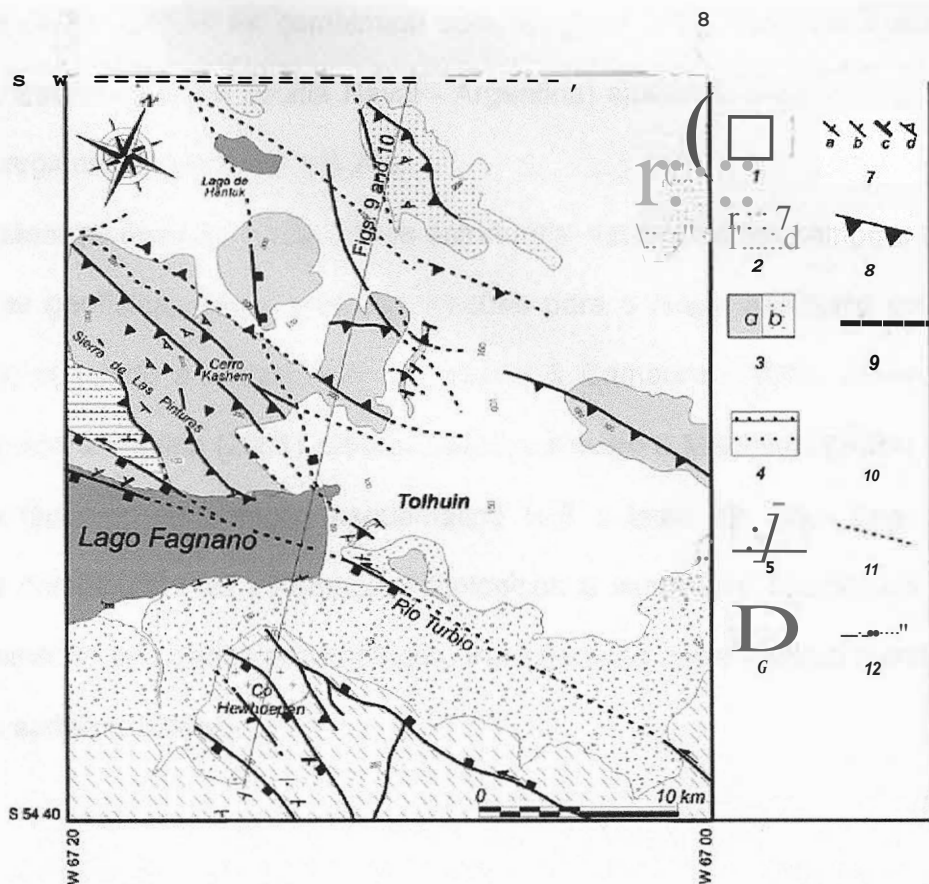 8
S W
Lago de
Hantuk
Figs. 9 and 10
Sierra de Las Pinturas
Cerro
Kashem
Tolhuin
Lago Fagnano
Rio Turbio
Co
Hewhoepen
0 10 km
S 54 40
W 67 20
W 67 00
1
a b c d
7
2
8
a b
3
9
4
10
5
11
D
G
12